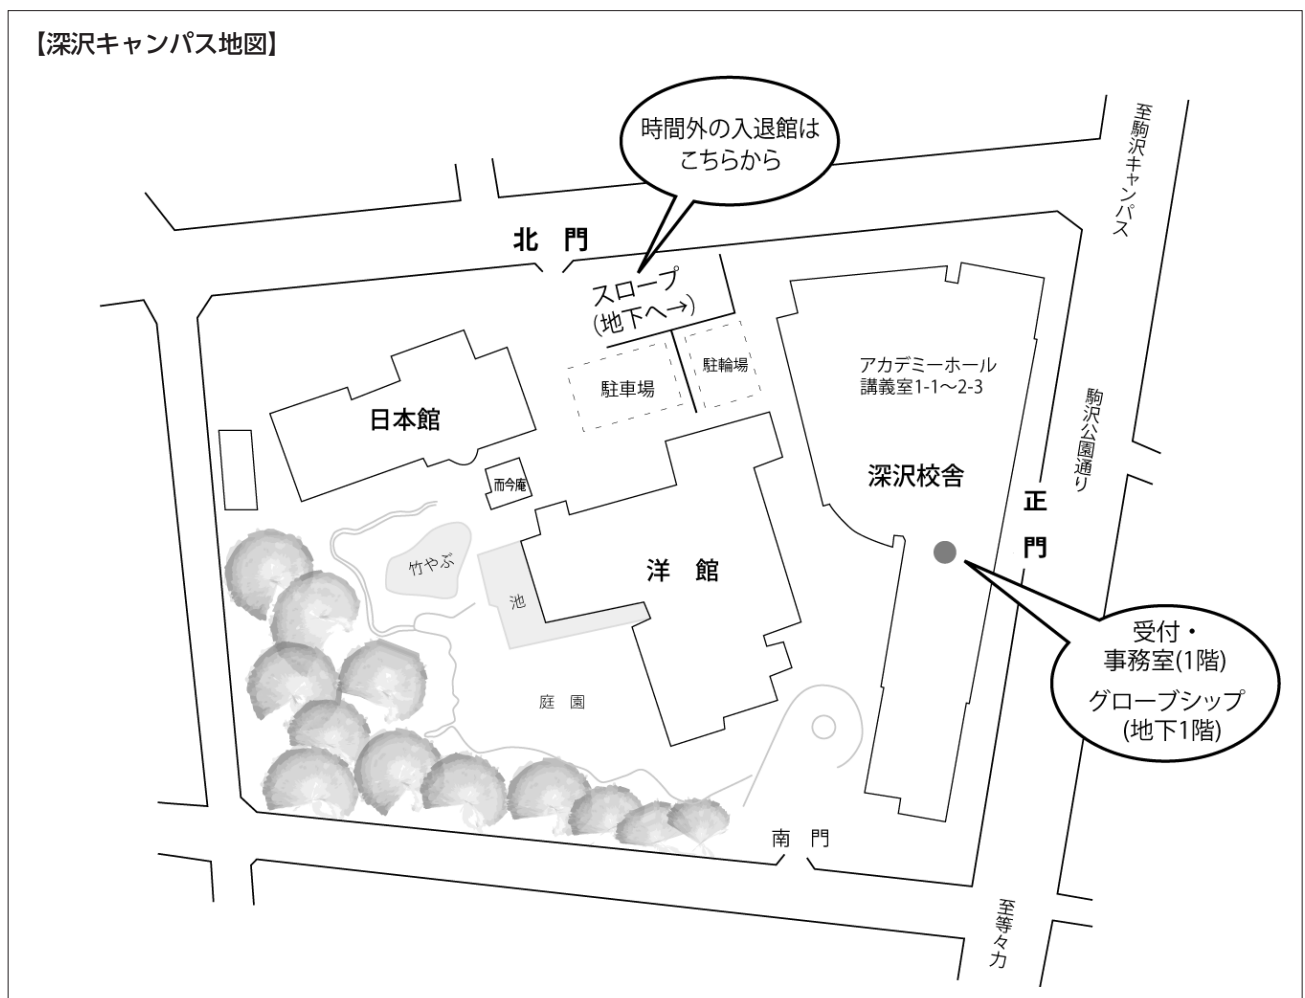 【深沢キャンパス地図】
時間外の入退館は
こちらから
至駒沢キャンパス
北　門
スロープ
(地下へ→)
駐車場
駐輪場
アカデミーホール
講義室1-1〜2-3
日本館
駒沢公園通り
深沢校舎
而今庵
正
門
竹やぶ
洋　館
池
受付・
事務室(1階)
グローブシップ
(地下1階)
庭　園
南　門
至等々力